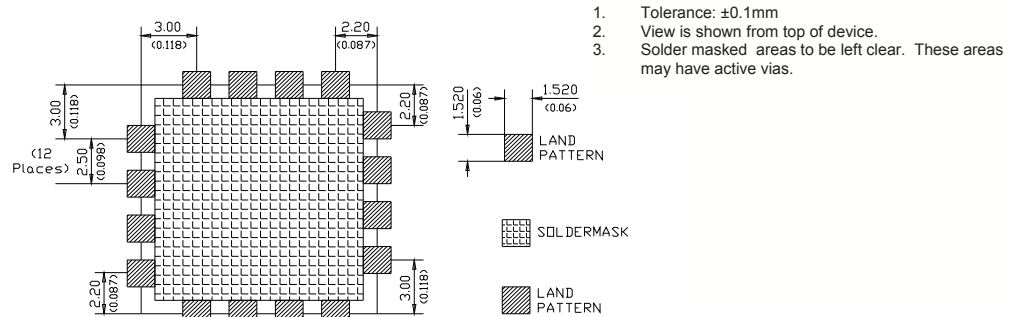 3.00
(0.118)
2.20
(0.087)
1. Tolerance: ±0.1mm
2. View is shown from top of device.
3. Solder masked areas to be left clear. These areas
may have active vias.
3.00
(0.118)
2.20
(0.087)
1.520
(0.06)
1.520
(0.06)
LAND
PATTERN
(12
Places)
2.50
(0.098)
SOLDERMASK
2.20
(0.087)
3.00
(0.118)
LAND
PATTERN